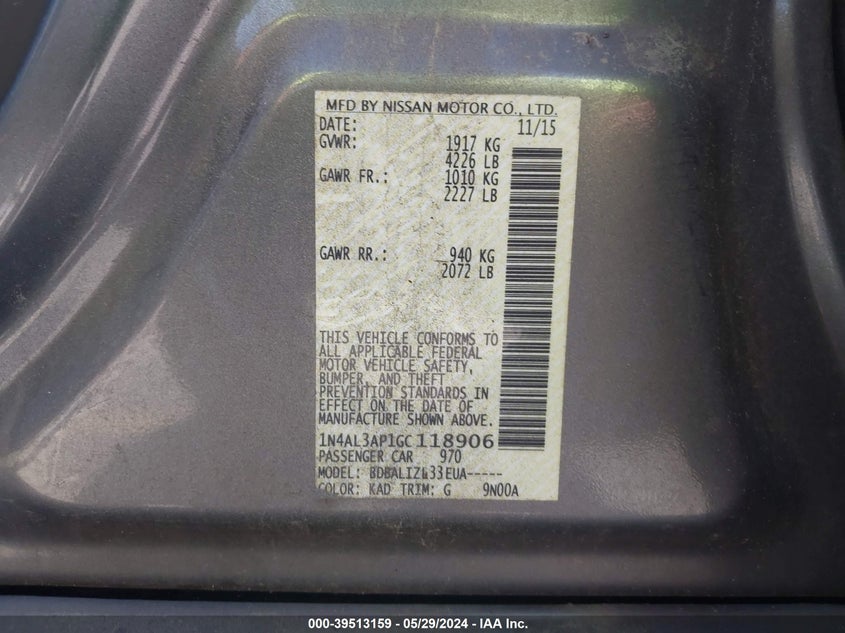 MFD BY NISSAN MOTOR CO., LTD.
DATE: 11/15
GVWR: 1917 KG
4226 LB
GAWR FR.: 1010 KG
2227 LB
GAWR RR.: 940 KG
2072 LB
THIS VEHICLE CONFORMS TO
ALL APPLICABLE FEDERAL
MOTOR VEHICLE SAFETY,
BUMPER, AND THEFT
PREVENTION STANDARDS IN
EFFECT ON THE DATE OF
MANUFACTURE SHOWN ABOVE.
1N4AL3AP1GC118906
PASSENGER CAR 970
MODEL:
COLOR: KAD TRIM: G 9N00A
000-39513159 - 05/29/2024 - IAA Inc.